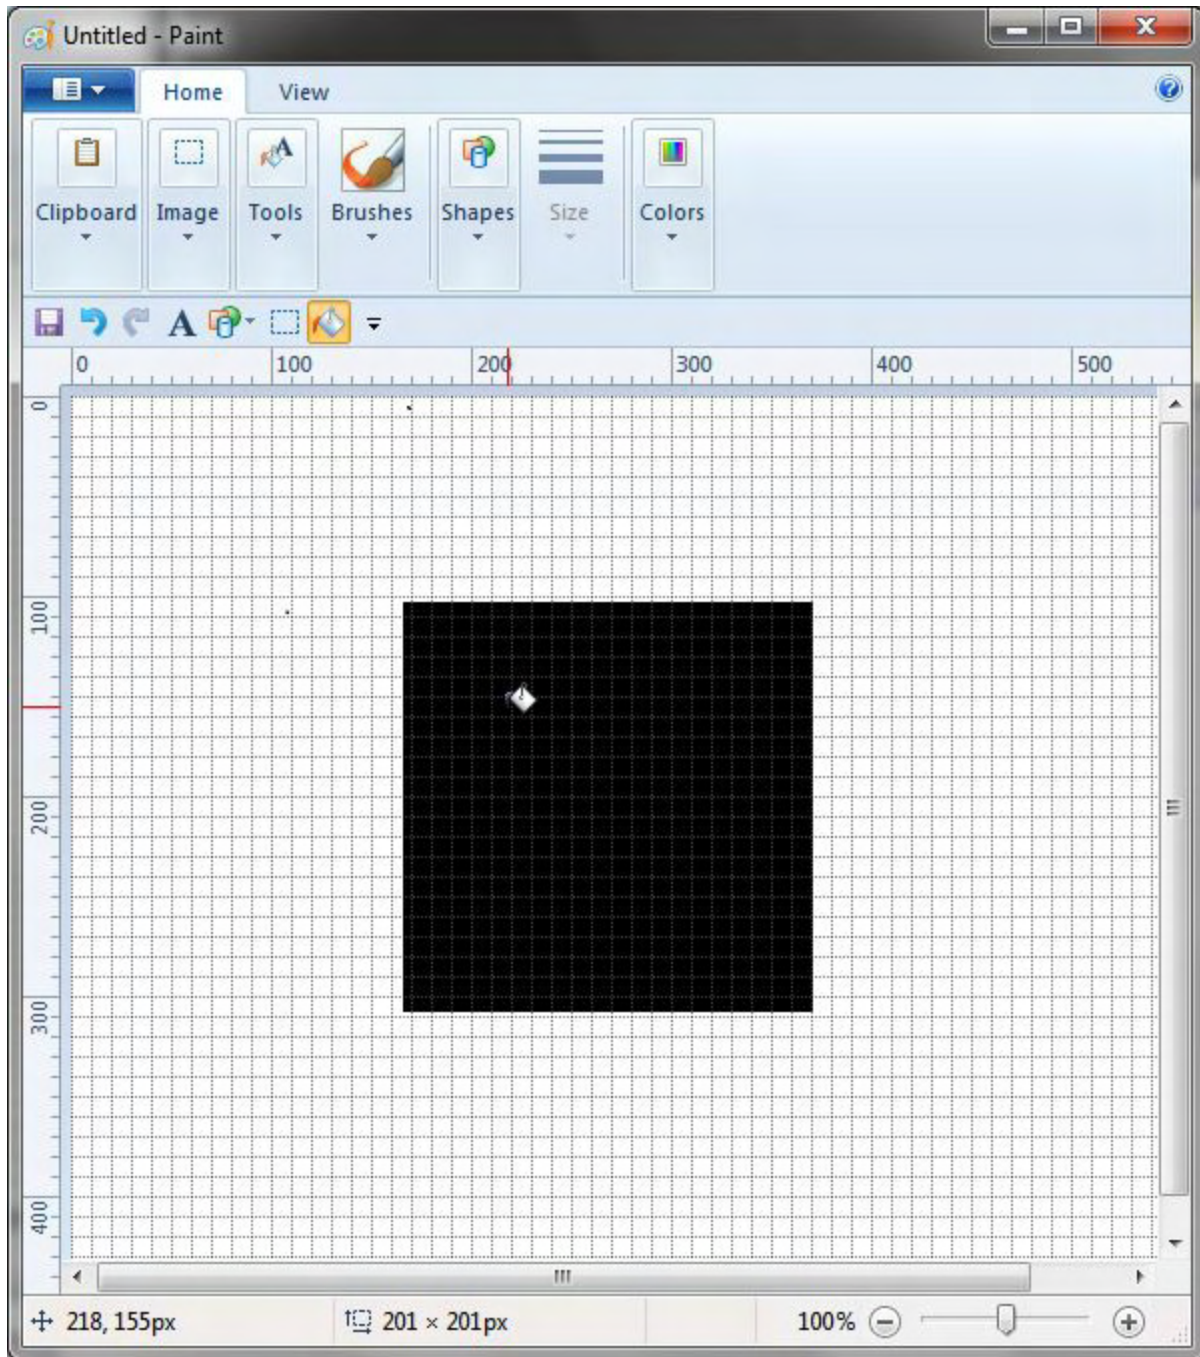 Untitled - Paint
Home View
Clipboard Image Tools Brushes Shapes Size Colors
A
0 100 200 300 400 500
0
100
200
300
400
218, 155px 201 × 201px 100%